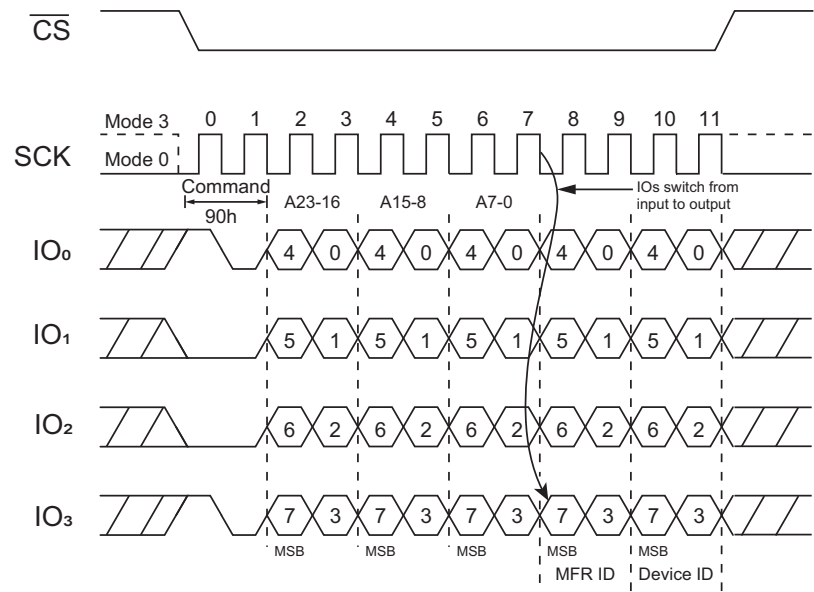 CS
Mode 3
0 1 2 3 4 5 6 7 8 9 10 11
SCK
Mode 0
Command
90h
A23-16
A15-8
A7-0
IOs switch from
input to output
IO₀
4 0 4 0 4 0 4 0 4 0
IO₁
5 1 5 1 5 1 5 1 5 1
IO₂
6 2 6 2 6 2 6 2 6 2
IO₃
7 3 7 3 7 3 7 3 7 3
MSB MSB MSB MSB MSB
MFR ID
Device ID